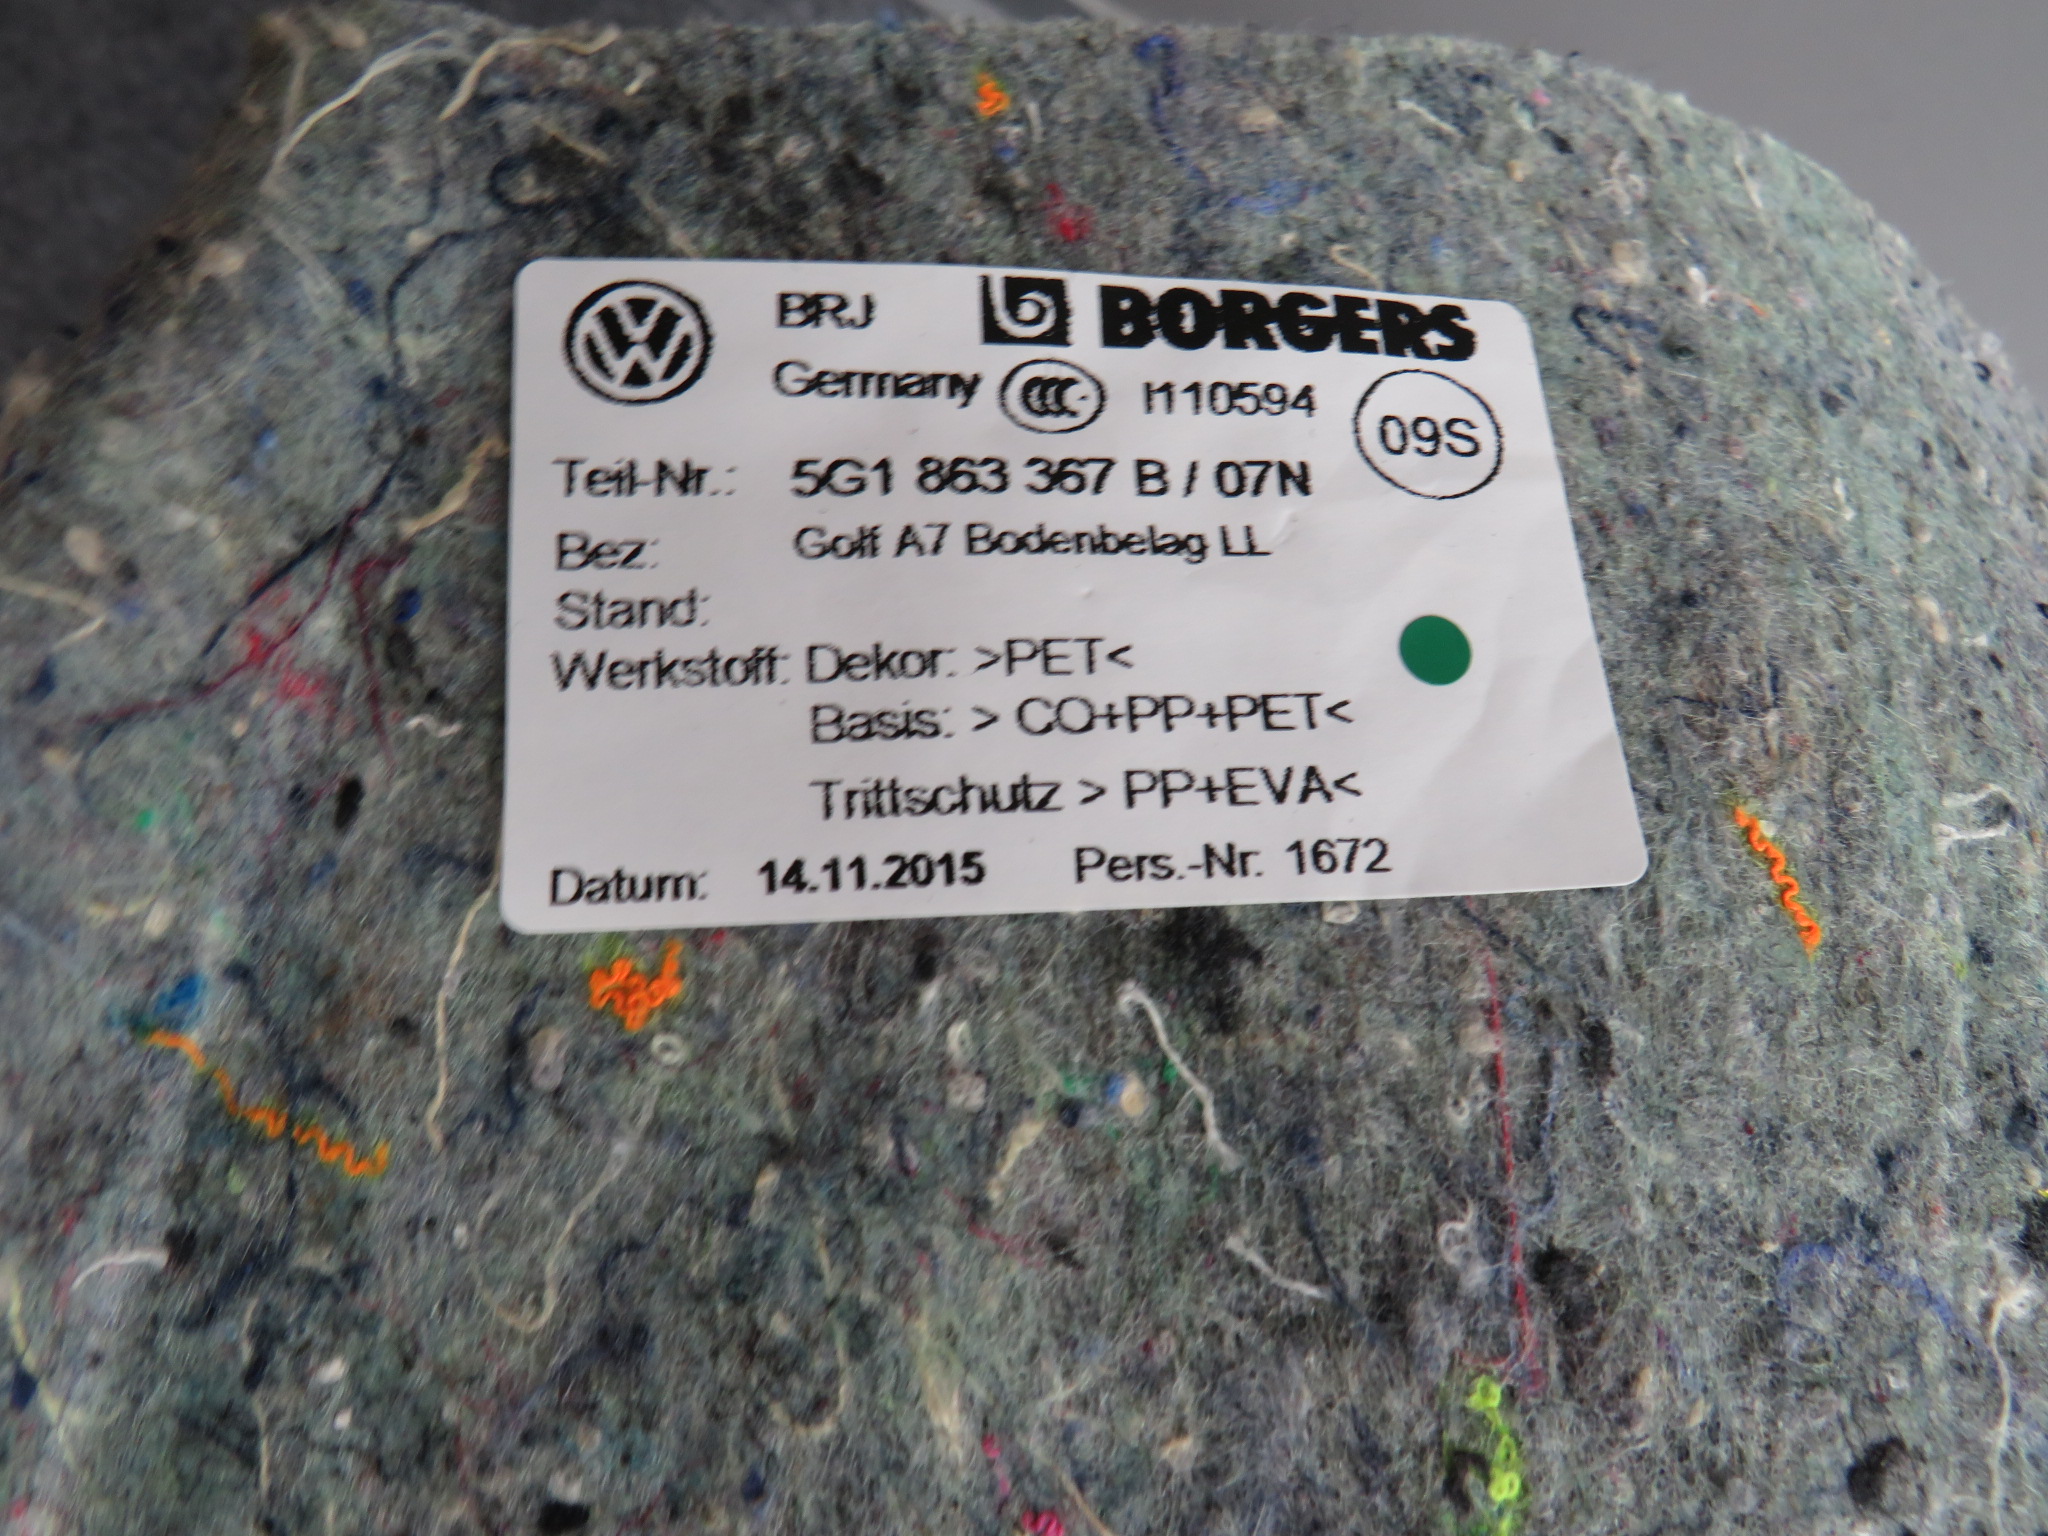 BRJ BORGERS
Germany CCC I110594 09S
Teil-Nr.: 5G1 863 367 B / 07N
Bez: Golf A7 Bodenbelag LL
Stand:
Werkstoff: Dekor: >PET<
Basis: > CO+PP+PET<
Trittschutz > PP+EVA<
Datum: 14.11.2015 Pers.-Nr. 1672